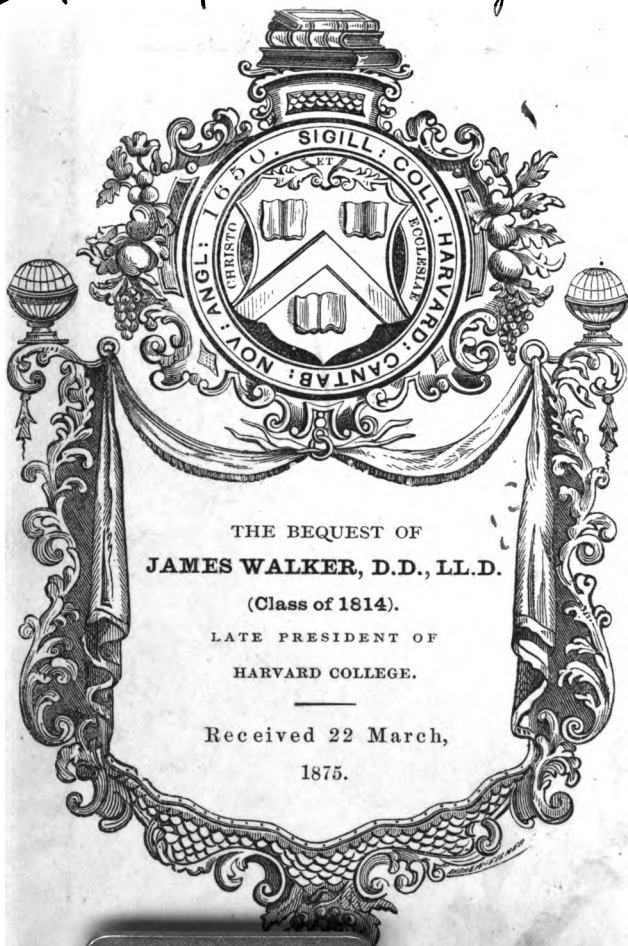 SIGILL: COLL: HARVARD: CANTAB: NOV: ANGL: 1650.
ET
CHRISTO
ECCLESIAE
THE BEQUEST OF
JAMES WALKER, D.D., LL.D.
(Class of 1814).
LATE PRESIDENT OF
HARVARD COLLEGE.
Received 22 March,
1875.